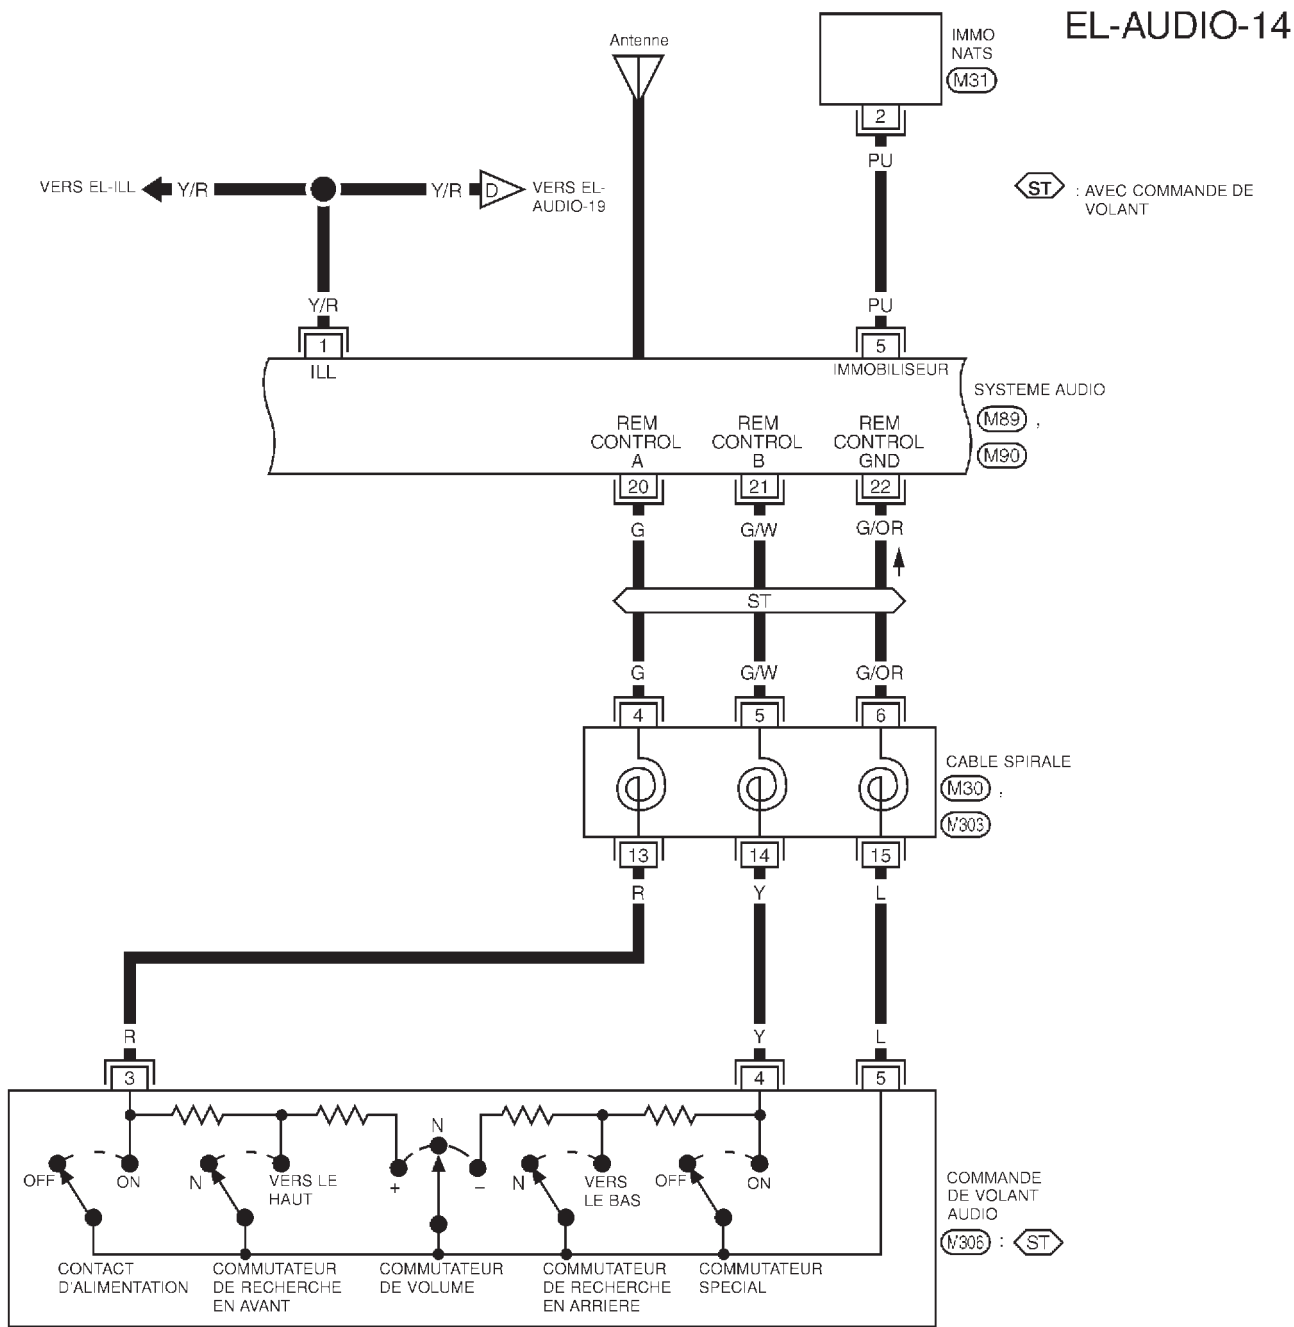 EL-AUDIO-14
Antenne
IMMO
NATS
M31
2
PU
VERS EL-ILL
Y/R
Y/R
D
VERS EL-
AUDIO-19
ST
: AVEC COMMANDE DE
VOLANT
Y/R
PU
1
5
ILL
IMMOBILISEUR
SYSTEME AUDIO
M89 ,
M90
REM
CONTROL
A
REM
CONTROL
B
REM
CONTROL
GND
20
21
22
G
G/W
G/OR
ST
G
G/W
G/OR
4
5
6
CABLE SPIRALE
M30 ,
M303
13
14
15
R
Y
L
R
Y
L
3
4
5
N
OFF
ON
N
VERS LE
HAUT
+
–
N
VERS
LE BAS
OFF
ON
COMMANDE
DE VOLANT
AUDIO
M306 : ST
CONTACT
D'ALIMENTATION
COMMUTATEUR
DE RECHERCHE
EN AVANT
COMMUTATEUR
DE VOLUME
COMMUTATEUR
DE RECHERCHE
EN ARRIERE
COMMUTATEUR
SPECIAL